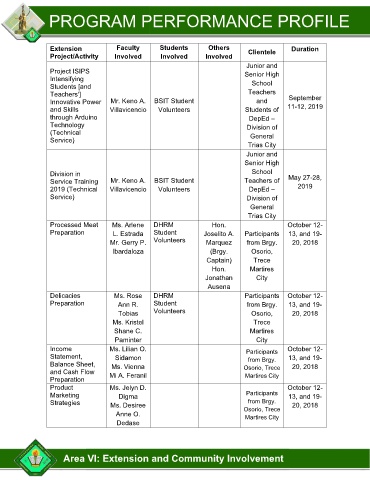 PROGRAM PERFORMANCE PROFILE
Extension Project/Activity
Faculty Involved
Students Involved
Others Involved
Clientele
Duration
Project ISIPS
Intensifying
Students [and
Teachers']
Innovative Power
and Skills
through Arduino
Technology
(Technical
Service)
Mr. Keno A.
Villavicencio
BSIT Student
Volunteers
Junior and
Senior High
School
Teachers
and
Students of
DepEd –
Division of
General
Trias City
September
11-12, 2019
Division in
Service Training
2019 (Technical
Service)
Mr. Keno A.
Villavicencio
BSIT Student
Volunteers
Junior and
Senior High
School
Teachers of
DepEd –
Division of
General
Trias City
May 27-28,
2019
Processed Meat
Preparation
Ms. Arlene
L. Estrada
Mr. Gerry P.
Ibardaloza
DHRM
Student
Volunteers
Hon.
Joselito A.
Marquez
(Brgy.
Captain)
Hon.
Jonathan
Ausena
Participants
from Brgy.
Osorio,
Trece
Martires
City
October 12-
13, and 19-
20, 2018
Delicacies
Preparation
Ms. Rose
Ann R.
Tobias
Ms. Kristel
Shane C.
Paminter
DHRM
Student
Volunteers
Participants
from Brgy.
Osorio,
Trece
Martires
City
October 12-
13, and 19-
20, 2018
Income
Statement,
Balance Sheet,
and Cash Flow
Preparation
Ms. Lilian O.
Sidamon
Ms. Vienna
Mi A. Feranil
Participants
from Brgy.
Osorio, Trece
Martires City
October 12-
13, and 19-
20, 2018
Product
Marketing
Strategies
Ms. Jelyn D.
Digma
Ms. Desiree
Anne O.
Dedase
Participants
from Brgy.
Osorio, Trece
Martires City
October 12-
13, and 19-
20, 2018
Area VI: Extension and Community Involvement